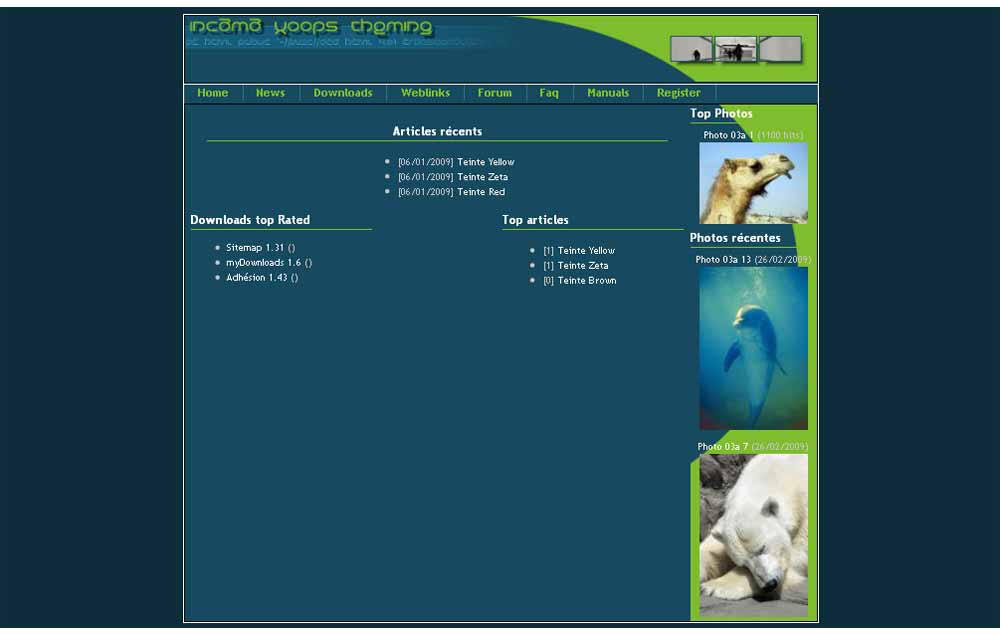 incama xoops theming
Home News Downloads Weblinks Forum Faq Manuals Register
Articles récents
[06/01/2009] Teinte Yellow
[06/01/2009] Teinte Zeta
[06/01/2009] Teinte Red
Downloads top Rated
Sitemap 1.31 ()
myDownloads 1.6 ()
Adhésion 1.43 ()
Top articles
[1] Teinte Yellow
[1] Teinte Zeta
[0] Teinte Brown
Top Photos
Photo 03a 1 (1100 hits)
Photos récentes
Photo 03a 13 (26/02/2009)
Photo 03a 7 (26/02/2009)